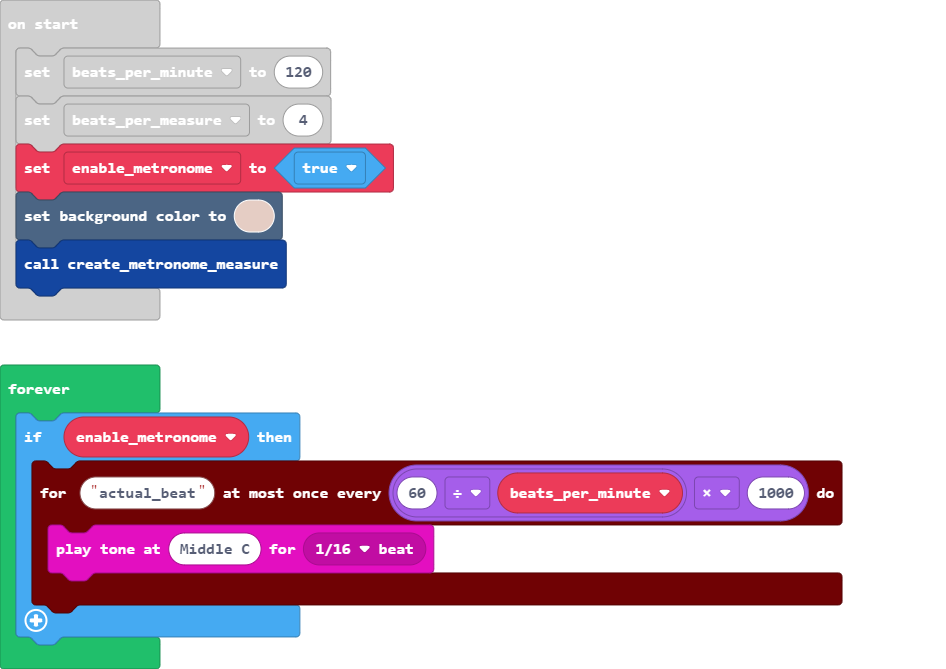 on start
set beats_per_minute to 120
set beats_per_measure to 4
set enable_metronome to true
set background color to
call create_metronome_measure
forever
if enable_metronome then
for "actual_beat" at most once every 60 ÷ beats_per_minute × 1000 do
play tone at Middle C for 1/16 beat